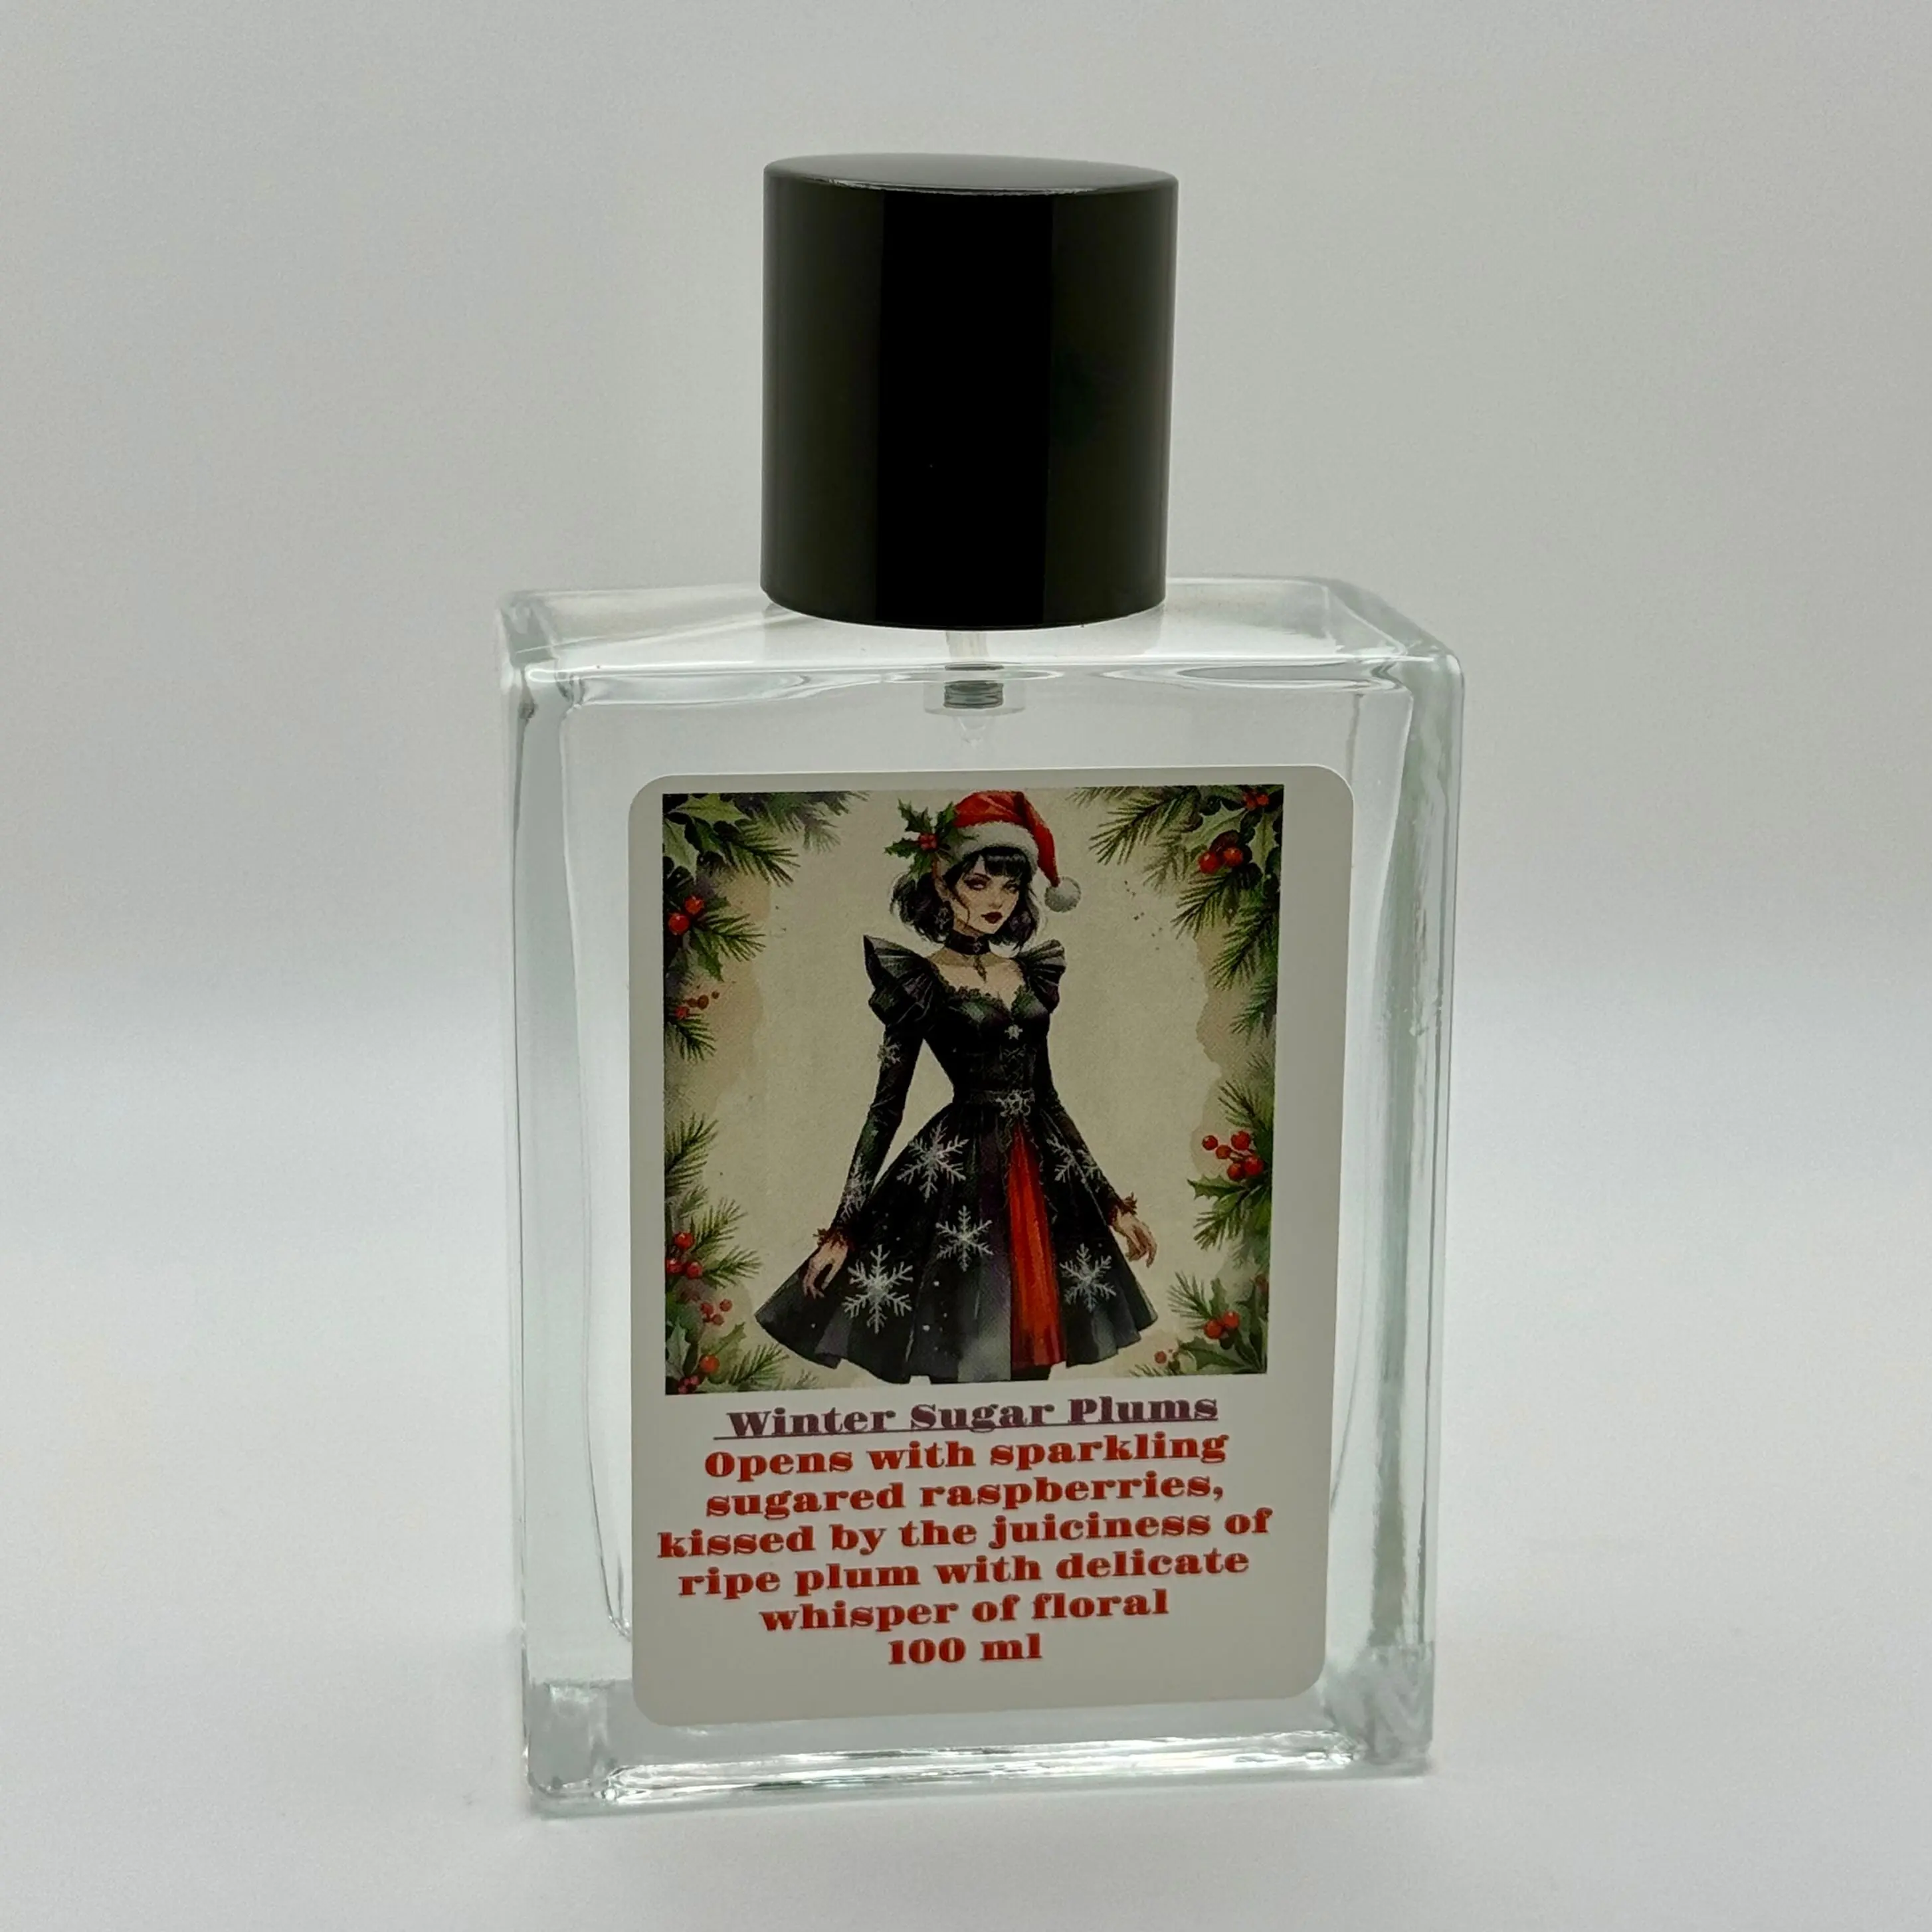 Winter Sugar Plums
Opens with sparkling
sugared raspberries,
kissed by the juiciness of
ripe plum with delicate
whisper of floral
100 ml